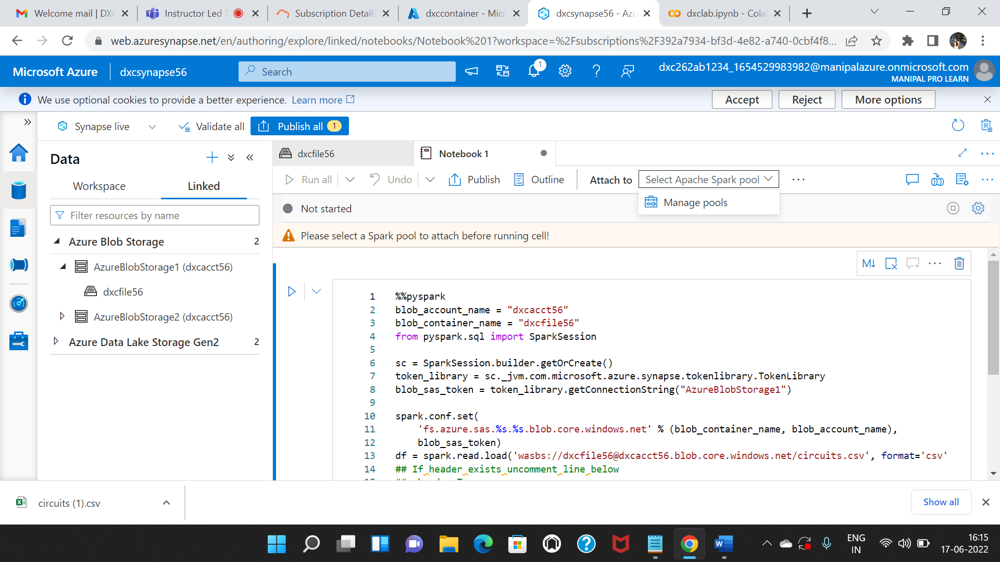 Welcome mail | DX
Instructor Led T
Subscription Details
dxccontainer - Micr
dxcsynapse56 - Azu
dxclab.ipynb - Colal
web.azuresynapse.net/en/authoring/explore/linked/notebooks/Notebook%201?workspace=%2Fsubscriptions%2F392a7934-bf3d-4e82-a740-0cbf4f8...
Microsoft Azure
dxcsynapse56
Search
1
dxc262ab1234_1654529983982@manipalazure.onmicrosoft.com
MANIPAL PRO LEARN
We use optional cookies to provide a better experience. Learn more
Accept
Reject
More options
Synapse live
Validate all
Publish all 1
Data
Workspace
Linked
Filter resources by name
Azure Blob Storage 2
AzureBlobStorage1 (dxcacct56)
dxcfile56
AzureBlobStorage2 (dxcacct56)
Azure Data Lake Storage Gen2 2
dxcfile56
Notebook 1
Run all
Undo
Publish
Outline
Attach to
Select Apache Spark pool
Manage pools
Not started
Please select a Spark pool to attach before running cell!
M↓
1 %%pyspark
2 blob_account_name = "dxcacct56"
3 blob_container_name = "dxcfile56"
4 from pyspark.sql import SparkSession
5
6 sc = SparkSession.builder.getOrCreate()
7 token_library = sc._jvm.com.microsoft.azure.synapse.tokenlibrary.TokenLibrary
8 blob_sas_token = token_library.getConnectionString("AzureBlobStorage1")
9
10 spark.conf.set(
11 'fs.azure.sas.%s.%s.blob.core.windows.net' % (blob_container_name, blob_account_name),
12 blob_sas_token)
13 df = spark.read.load('wasbs://dxcfile56@dxcacct56.blob.core.windows.net/circuits.csv', format='csv'
14 ## If header exists uncomment line below
circuits (1).csv
Show all
ENG
IN
16:15
17-06-2022